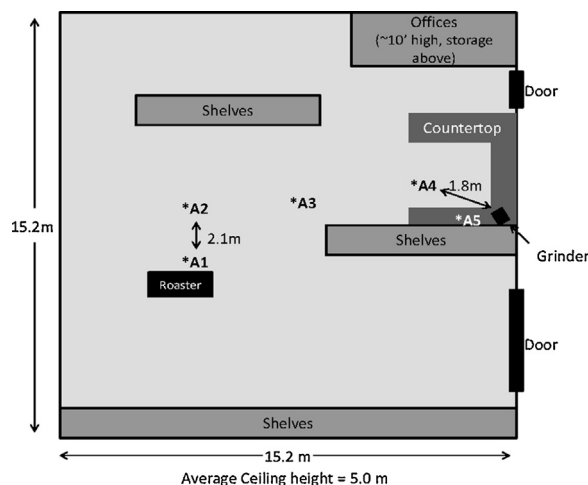 Offices
(~10' high, storage
above)
Door
Shelves
Countertop
*A4
1.8m
*A2
*A3
*A5
15.2m
2.1m
Shelves
Grinder
*A1
Roaster
Door
Shelves
15.2 m
Average Ceiling height = 5.0 m